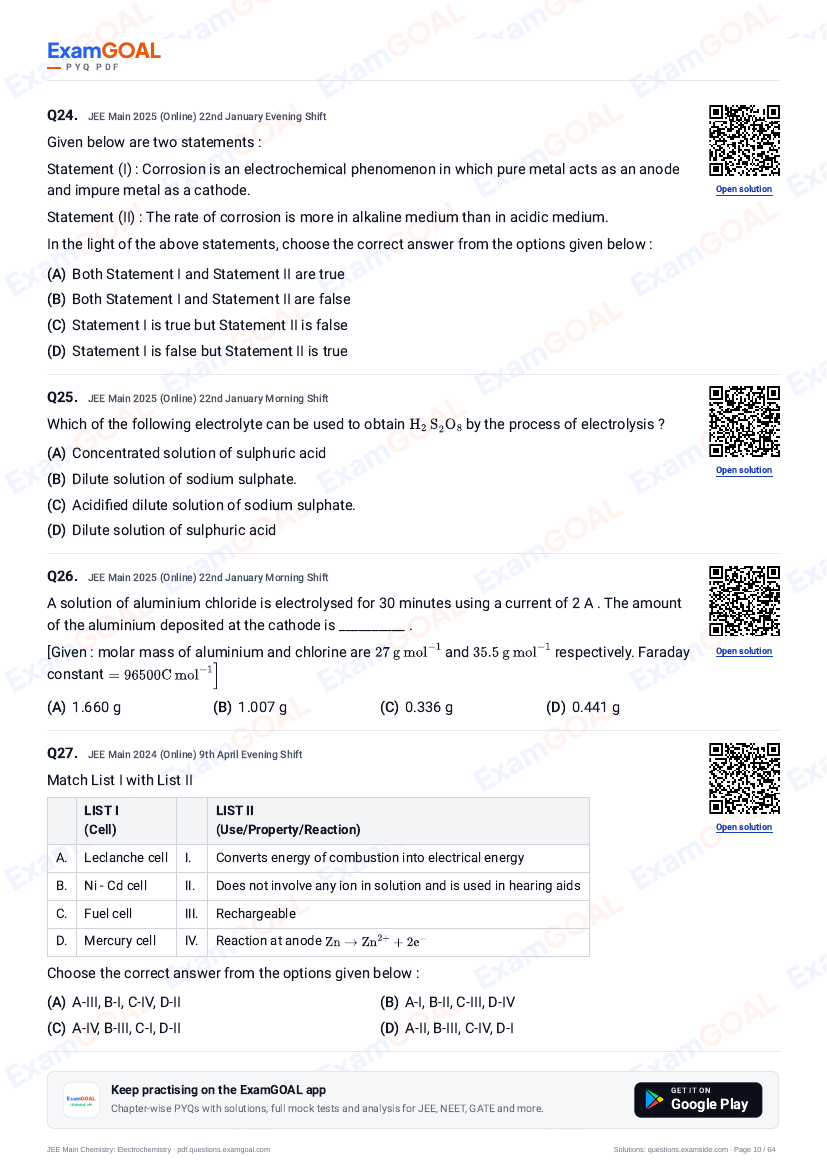 ExamGOAL
PYQ PDF
Q24. JEE Main 2025 (Online) 22nd January Evening Shift
Given below are two statements :
Statement (I) : Corrosion is an electrochemical phenomenon in which pure metal acts as an anode
and impure metal as a cathode.
Statement (II) : The rate of corrosion is more in alkaline medium than in acidic medium.
In the light of the above statements, choose the correct answer from the options given below :
(A) Both Statement I and Statement II are true
(B) Both Statement I and Statement II are false
(C) Statement I is true but Statement II is false
(D) Statement I is false but Statement II is true
Open solution
Q25. JEE Main 2025 (Online) 22nd January Morning Shift
Which of the following electrolyte can be used to obtain H₂ S₂O₈ by the process of electrolysis ?
(A) Concentrated solution of sulphuric acid
(B) Dilute solution of sodium sulphate.
(C) Acidified dilute solution of sodium sulphate.
(D) Dilute solution of sulphuric acid
Open solution
Q26. JEE Main 2025 (Online) 22nd January Morning Shift
A solution of aluminium chloride is electrolysed for 30 minutes using a current of 2 A . The amount
of the aluminium deposited at the cathode is _________ .
[Given : molar mass of aluminium and chlorine are 27 g mol⁻¹ and 35.5 g mol⁻¹ respectively. Faraday
constant = 96500C mol⁻¹]
(A) 1.660 g (B) 1.007 g (C) 0.336 g (D) 0.441 g
Open solution
Q27. JEE Main 2024 (Online) 9th April Evening Shift
Match List I with List II
LIST I LIST II
(Cell) (Use/Property/Reaction)
A. Leclanche cell I. Converts energy of combustion into electrical energy
B. Ni - Cd cell II. Does not involve any ion in solution and is used in hearing aids
C. Fuel cell III. Rechargeable
D. Mercury cell IV. Reaction at anode Zn → Zn²⁺ + 2e⁻
Choose the correct answer from the options given below :
(A) A-III, B-I, C-IV, D-II (B) A-I, B-II, C-III, D-IV
(C) A-IV, B-III, C-I, D-II (D) A-II, B-III, C-IV, D-I
Open solution
ExamGOAL
Keep practising on the ExamGOAL app
Chapter-wise PYQs with solutions, full mock tests and analysis for JEE, NEET, GATE and more.
GET IT ON
Google Play
JEE Main Chemistry: Electrochemistry · pdf.questions.examgoal.com Solutions: questions.examside.com · Page 10 / 64